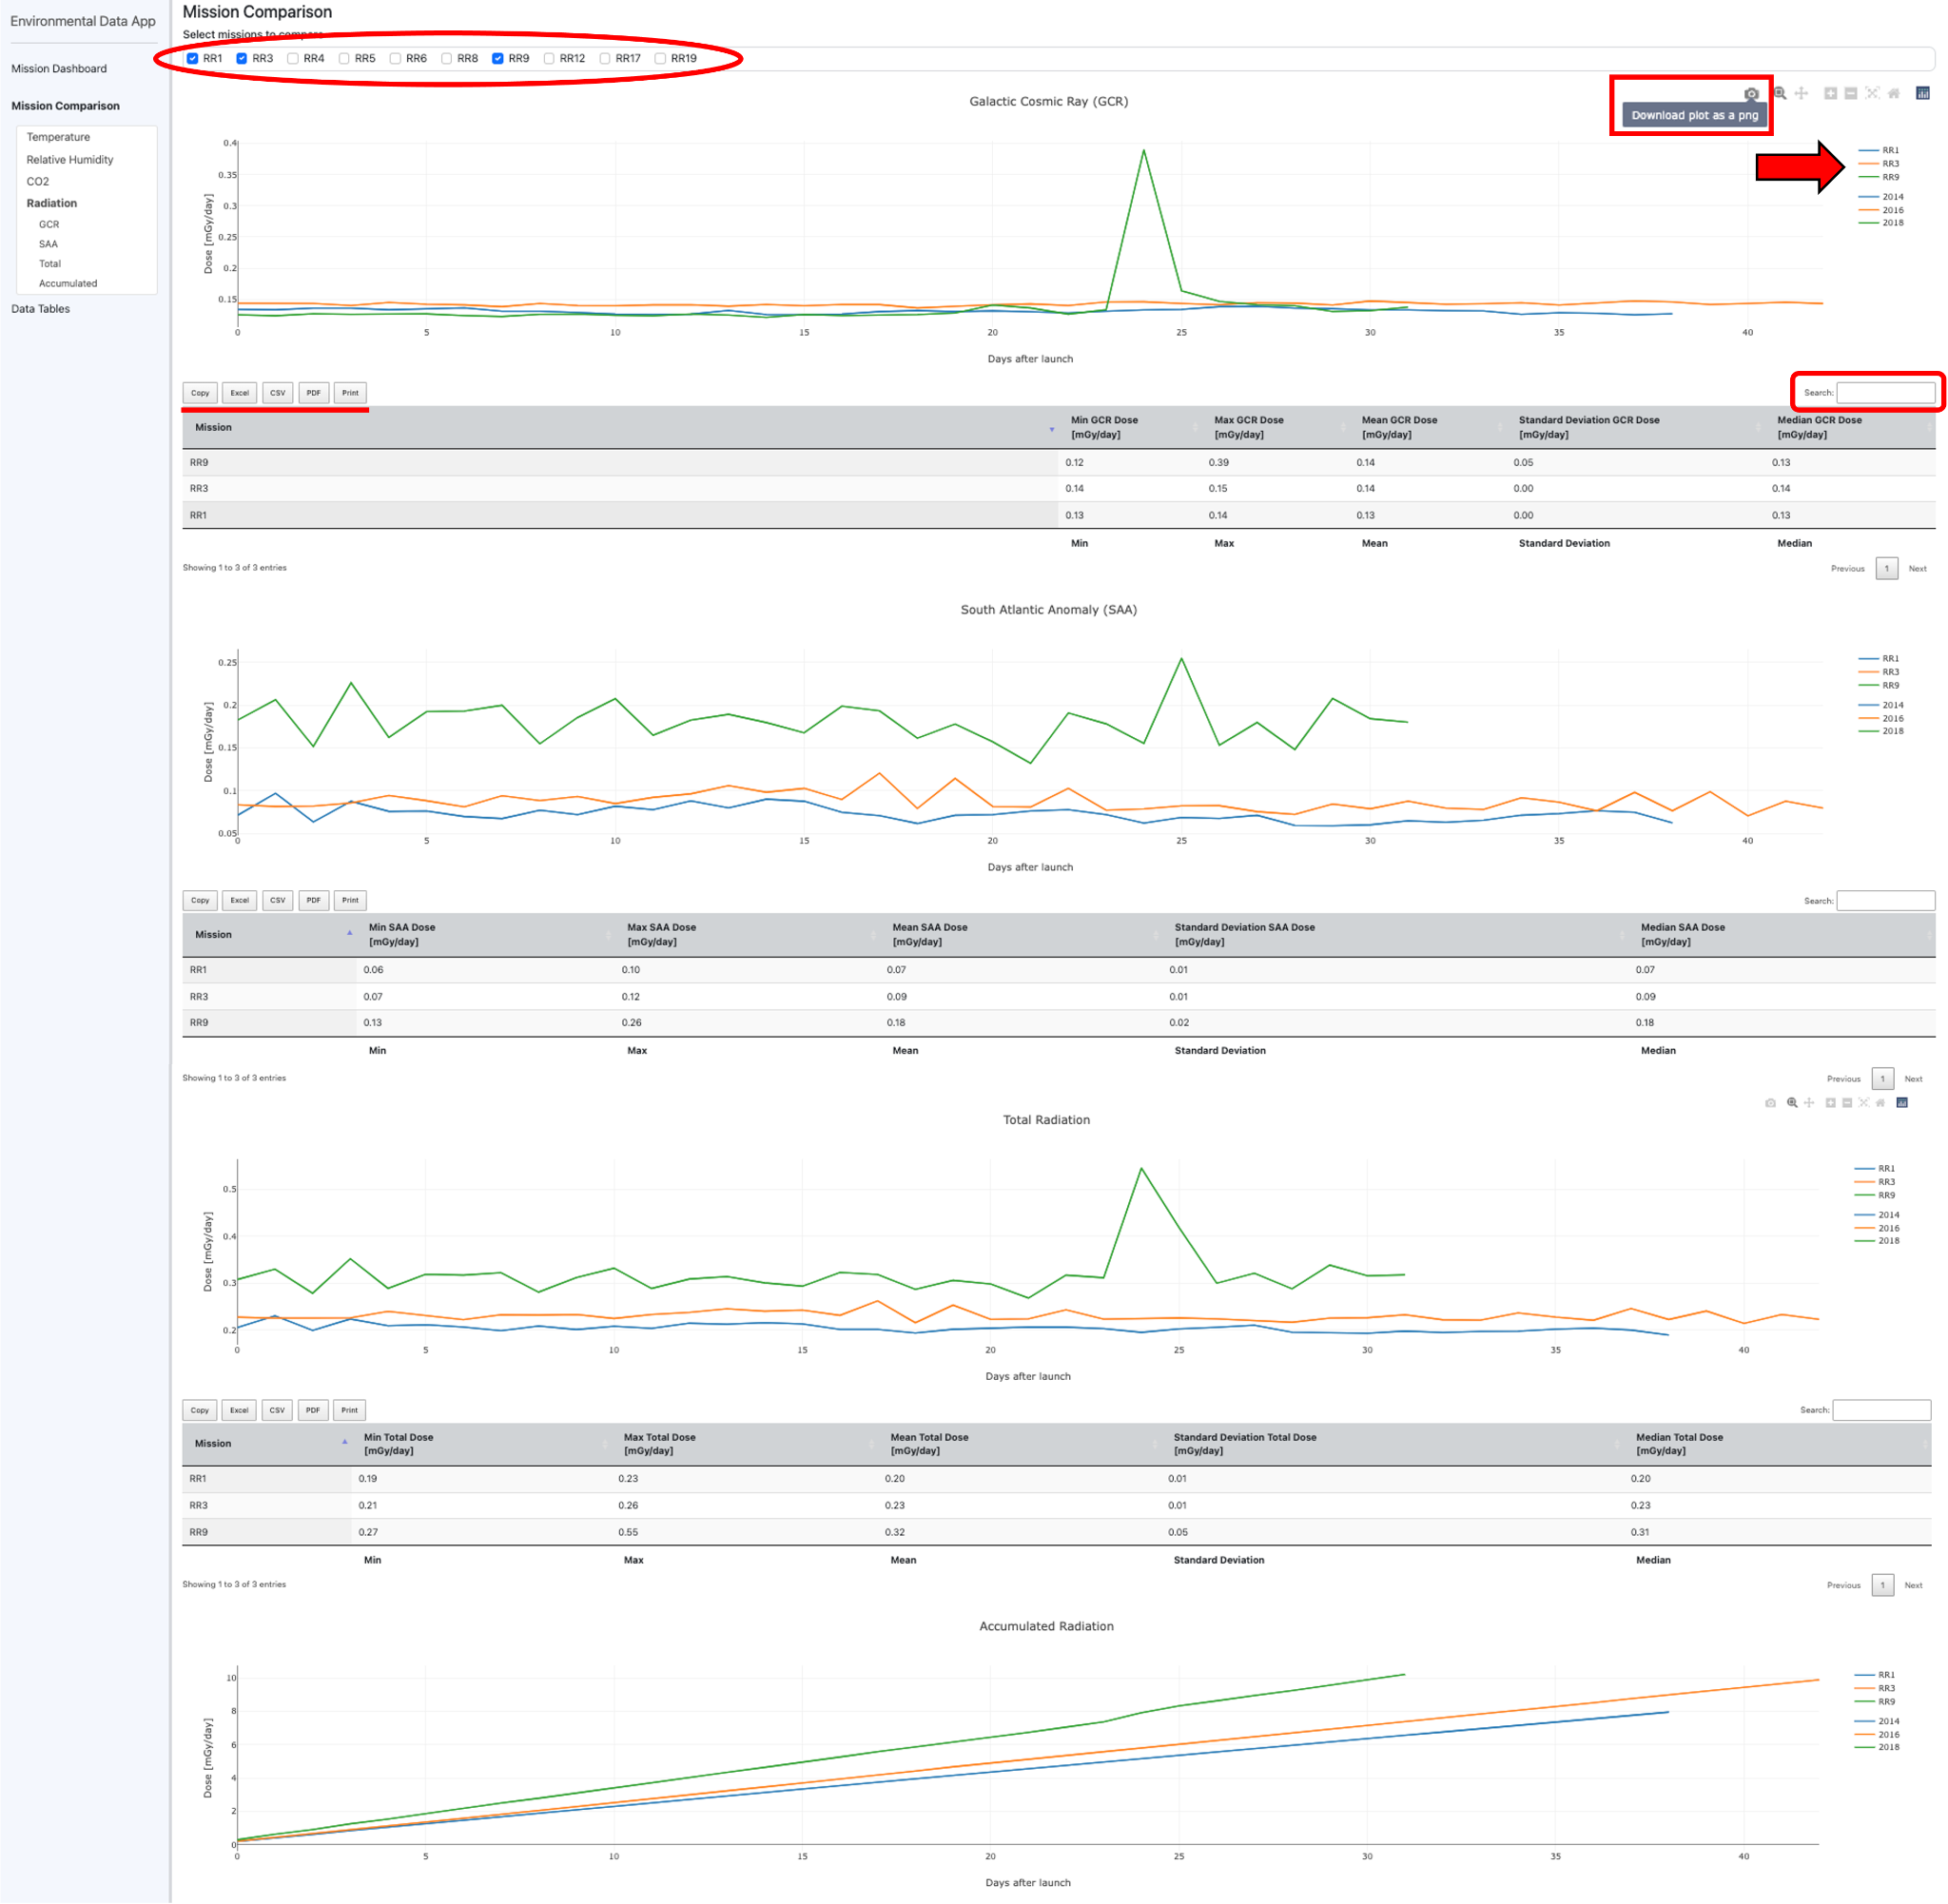 Environmental Data App
Mission Dashboard
Mission Comparison
Temperature
Relative Humidity
CO2
Radiation
GCR
SAA
Total
Accumulated
Data Tables
Mission Comparison
Select missions to compare
RR1 RR3 RR4 RR5 RR6 RR8 RR9 RR12 RR17 RR19
Galactic Cosmic Ray (GCR)
Download plot as a png
RR1
RR3
RR9
2014
2016
2018
Dose [mGy/day]
0.4
0.35
0.3
0.25
0.2
0.15
0 5 10 15 20 25 30 35 40
Days after launch
Copy Excel CSV PDF Print Search:
Mission Min GCR Dose [mGy/day] Max GCR Dose [mGy/day] Mean GCR Dose [mGy/day] Standard Deviation GCR Dose [mGy/day] Median GCR Dose [mGy/day]
RR9 0.12 0.39 0.14 0.05 0.13
RR3 0.14 0.15 0.14 0.00 0.14
RR1 0.13 0.14 0.13 0.00 0.13
Min Max Mean Standard Deviation Median
Showing 1 to 3 of 3 entries Previous 1 Next
South Atlantic Anomaly (SAA)
RR1
RR3
RR9
2014
2016
2018
Dose [mGy/day]
0.25
0.2
0.15
0.1
0.05
0 5 10 15 20 25 30 35 40
Days after launch
Copy Excel CSV PDF Print Search:
Mission Min SAA Dose [mGy/day] Max SAA Dose [mGy/day] Mean SAA Dose [mGy/day] Standard Deviation SAA Dose [mGy/day] Median SAA Dose [mGy/day]
RR1 0.06 0.10 0.07 0.01 0.07
RR3 0.07 0.12 0.09 0.01 0.09
RR9 0.13 0.26 0.18 0.02 0.18
Min Max Mean Standard Deviation Median
Showing 1 to 3 of 3 entries Previous 1 Next
Total Radiation
RR1
RR3
RR9
2014
2016
2018
Dose [mGy/day]
0.5
0.4
0.3
0.2
0 5 10 15 20 25 30 35 40
Days after launch
Copy Excel CSV PDF Print Search:
Mission Min Total Dose [mGy/day] Max Total Dose [mGy/day] Mean Total Dose [mGy/day] Standard Deviation Total Dose [mGy/day] Median Total Dose [mGy/day]
RR1 0.19 0.23 0.20 0.01 0.20
RR3 0.21 0.26 0.23 0.01 0.23
RR9 0.27 0.55 0.32 0.05 0.31
Min Max Mean Standard Deviation Median
Showing 1 to 3 of 3 entries Previous 1 Next
Accumulated Radiation
RR1
RR3
RR9
2014
2016
2018
Dose [mGy/day]
10
8
6
4
2
0
0 5 10 15 20 25 30 35 40
Days after launch